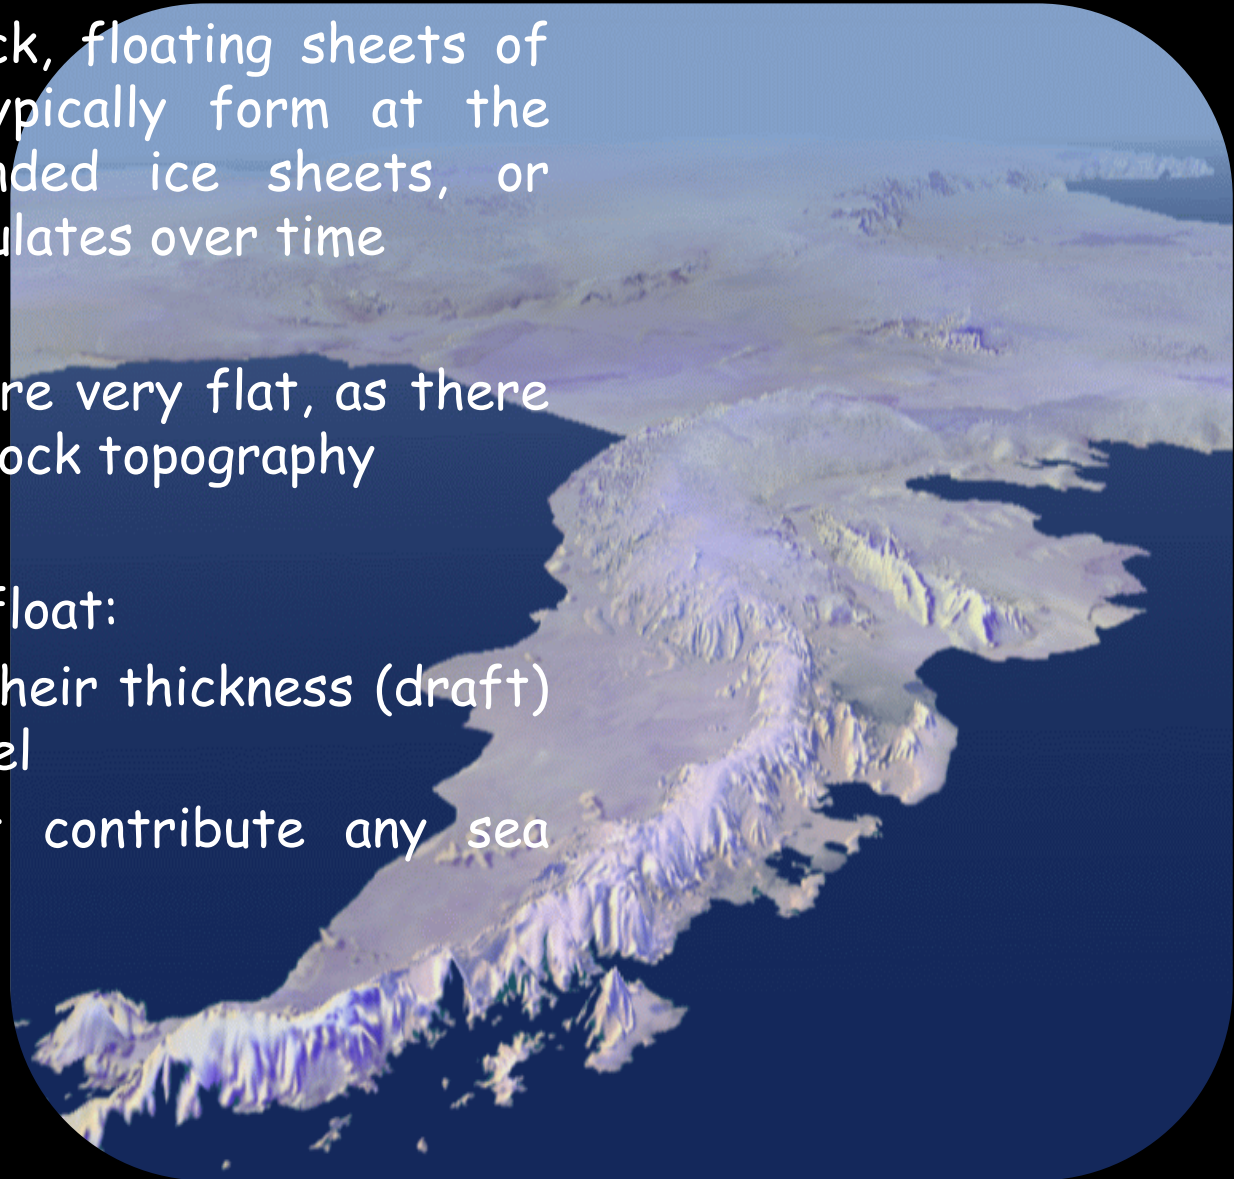 ck, floating sheets of
ypically form at the
nded ice sheets, or
ulates over time
re very flat, as there
ock topography
float:
heir thickness (draft)
el
contribute any sea